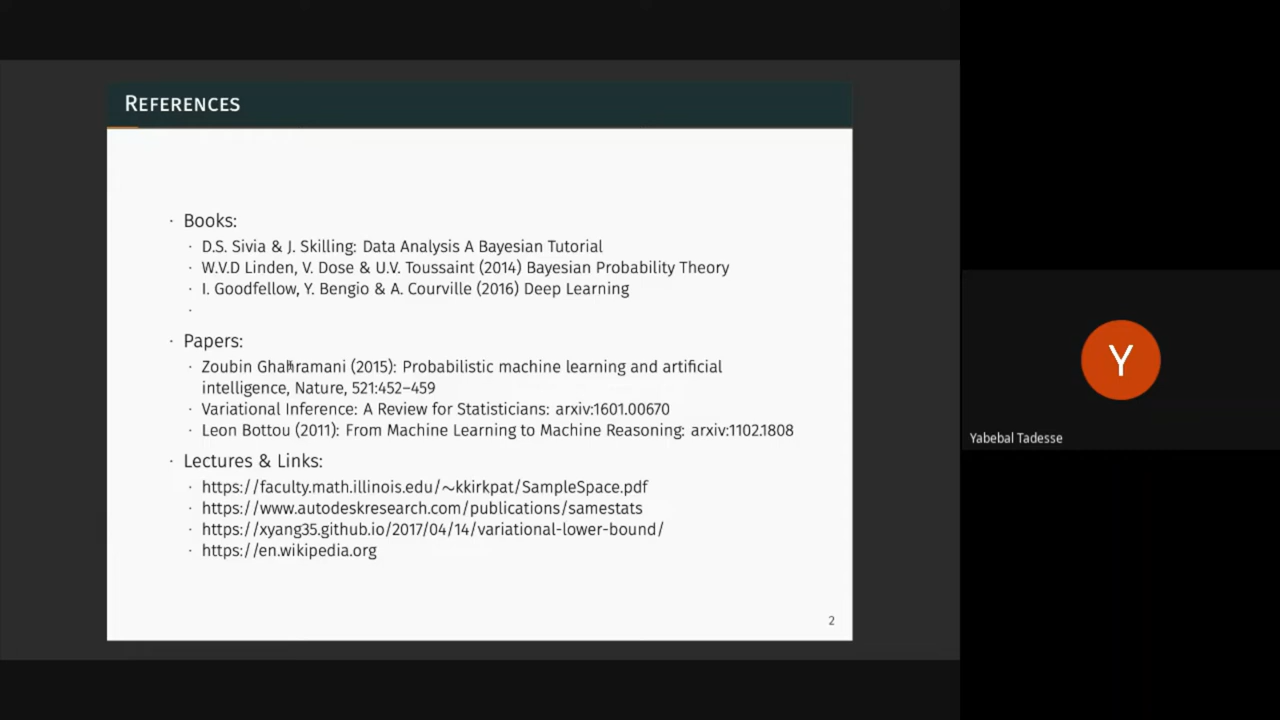 REFERENCES
· Books:
· D.S. Sivia & J. Skilling: Data Analysis A Bayesian Tutorial
· W.V.D Linden, V. Dose & U.V. Toussaint (2014) Bayesian Probability Theory
· I. Goodfellow, Y. Bengio & A. Courville (2016) Deep Learning
·
· Papers:
· Zoubin Ghahramani (2015): Probabilistic machine learning and artificial
intelligence, Nature, 521:452–459
· Variational Inference: A Review for Statisticians: arxiv:1601.00670
· Leon Bottou (2011): From Machine Learning to Machine Reasoning: arxiv:1102.1808
· Lectures & Links:
· https://faculty.math.illinois.edu/~kkirkpat/SampleSpace.pdf
· https://www.autodeskresearch.com/publications/samestats
· https://xyang35.github.io/2017/04/14/variational-lower-bound/
· https://en.wikipedia.org
2
Y
Yabebal Tadesse